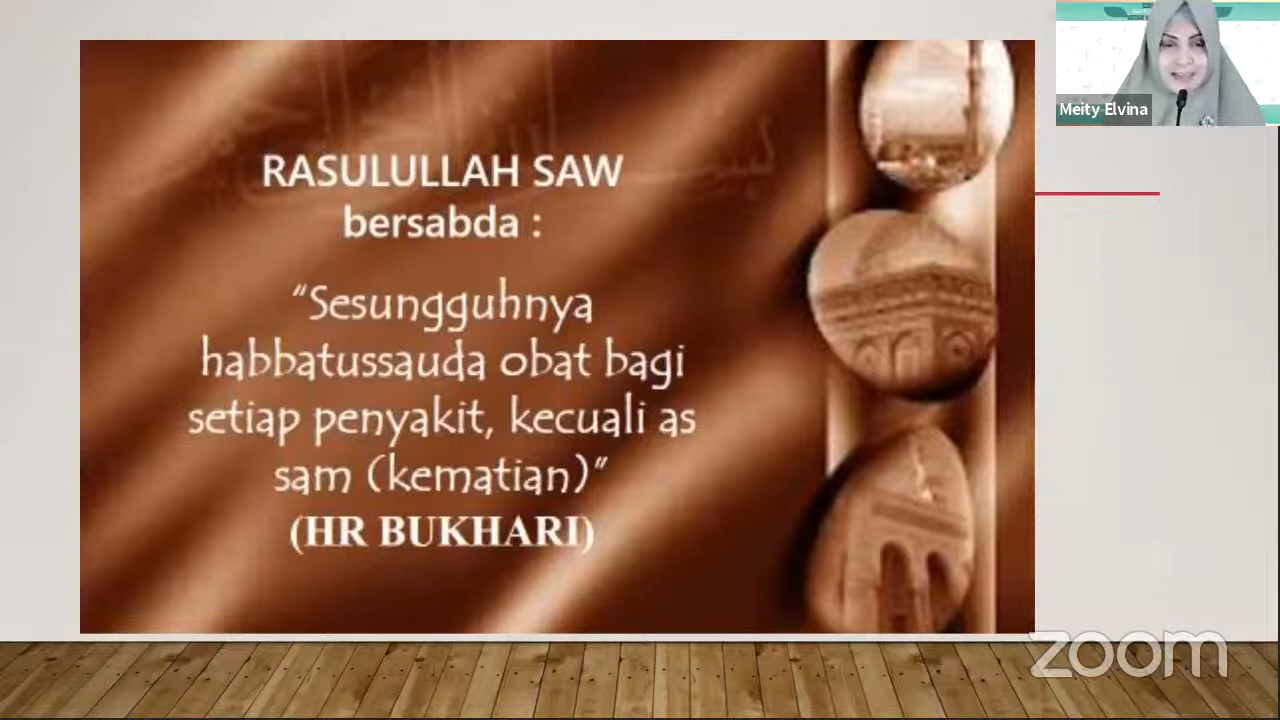 RASULULLAH SAW
bersabda :
“Sesungguhnya
habbatussauda obat bagi
setiap penyakit, kecuali as
sam (kematian)”
(HR BUKHARI)
Meity Elvina
zoom